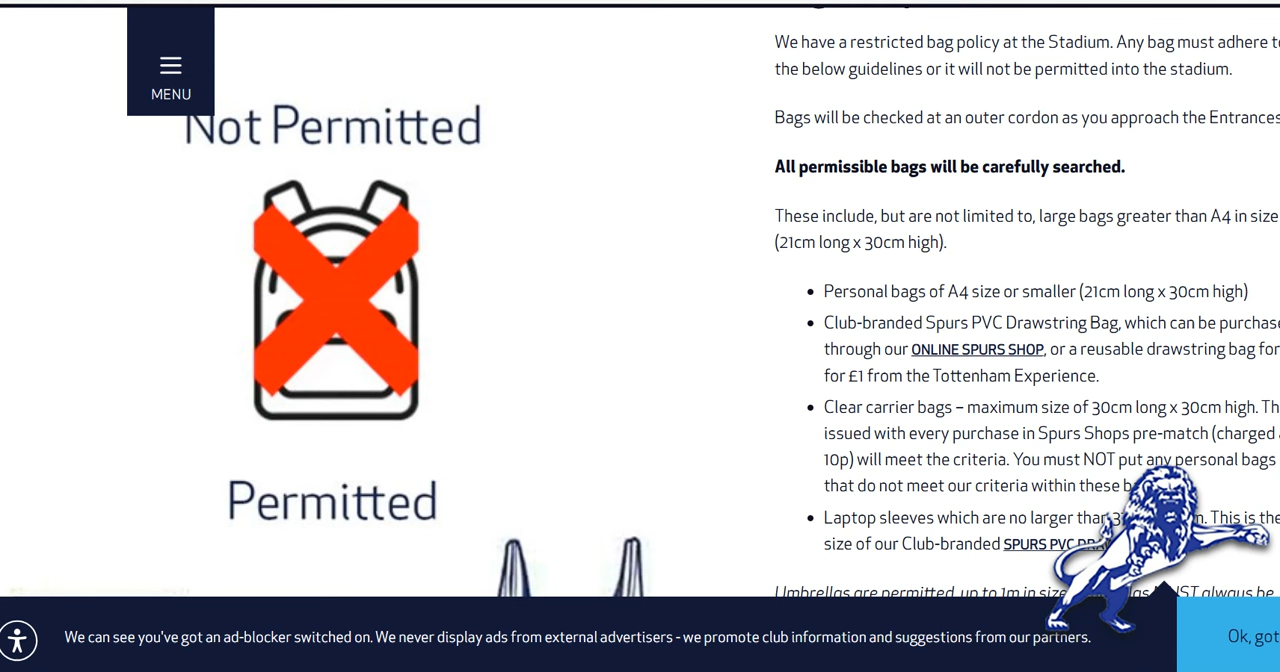 We have a restricted bag policy at the Stadium. Any bag must adhere to
the below guidelines or it will not be permitted into the stadium.
MENU
Not Permitted
Bags will be checked at an outer cordon as you approach the Entrances
All permissible bags will be carefully searched.
These include, but are not limited to, large bags greater than A4 in size
(21cm long x 30cm high).
Personal bags of A4 size or smaller (21cm long x 30cm high)
Club-branded Spurs PVC Drawstring Bag, which can be
through our ONLINE SPURS SHOP, or a reusable drawstring bag for
for £1 from the Tottenham Experience.
Clear carrier bags – maximum size of 30cm long x 30cm high.
issued with every purchase in Spurs Shops pre-match (charged
10p) will meet the criteria. You must NOT put any personal bags
that do not meet our criteria within these
Permitted
Laptop sleeves which are no larger than This is the
size of our Club-branded SPURS PVC
Umbrellas are permitted, up to 1m in size always be
We can see you've got an ad-blocker switched on. We never display ads from external advertisers - we promote club information and suggestions from our partners.
Ok, got